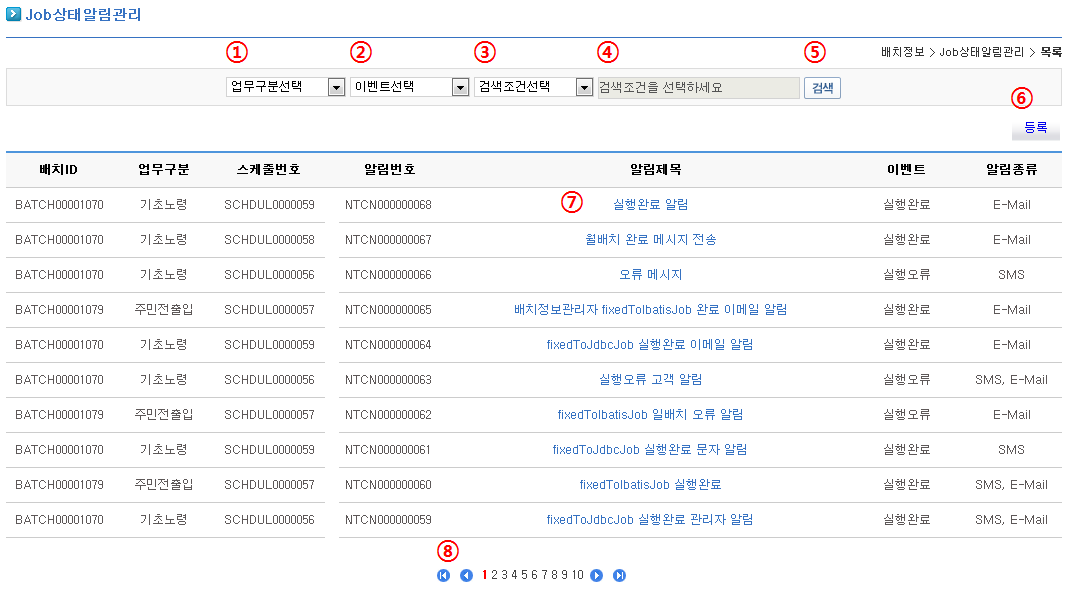 Job상태알림관리
① ② ③ ④ ⑤ 배치정보 > Job상태알림관리 > 목록
업무구분선택 이벤트선택 검색조건선택 검색조건을 선택하세요 검색
⑥
등록
배치ID 업무구분 스케줄번호 알림번호 알림제목 이벤트 알림종류
BATCH00001070 기초노령 SCHDUL0000059 NTCN000000068 ⑦ 실행완료 알림 실행완료 E-Mail
BATCH00001070 기초노령 SCHDUL0000058 NTCN000000067 월배치 완료 메시지 전송 실행완료 E-Mail
BATCH00001070 기초노령 SCHDUL0000056 NTCN000000066 오류 메시지 실행오류 SMS
BATCH00001079 주민전출입 SCHDUL0000057 NTCN000000065 배치정보관리자 fixedToIbatisJob 완료 이메일 알림 실행완료 E-Mail
BATCH00001070 기초노령 SCHDUL0000059 NTCN000000064 fixedToJdbcJob 실행완료 이메일 알림 실행완료 E-Mail
BATCH00001070 기초노령 SCHDUL0000056 NTCN000000063 실행오류 고객 알림 실행오류 SMS, E-Mail
BATCH00001079 주민전출입 SCHDUL0000057 NTCN000000062 fixedToIbatisJob 일배치 오류 알림 실행오류 E-Mail
BATCH00001070 기초노령 SCHDUL0000059 NTCN000000061 fixedToJdbcJob 실행완료 문자 알림 실행완료 SMS
BATCH00001079 주민전출입 SCHDUL0000057 NTCN000000060 fixedToIbatisJob 실행완료 실행완료 SMS, E-Mail
BATCH00001070 기초노령 SCHDUL0000056 NTCN000000059 fixedToJdbcJob 실행완료 관리자 알림 실행완료 SMS, E-Mail
⑧
1 2 3 4 5 6 7 8 9 10